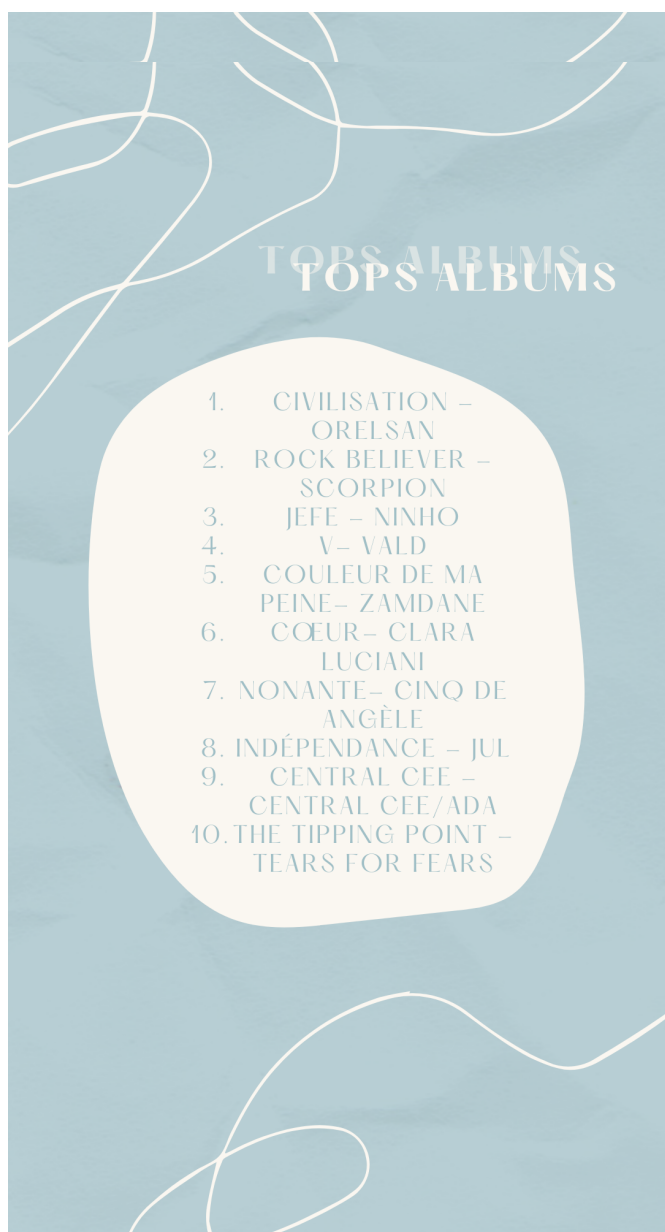 TOPS ALBUMS
TOPS ALBUMS
1. CIVILISATION –
ORELSAN
2. ROCK BELIEVER –
SCORPION
3. JEFE – NINHO
4. V– VALD
5. COULEUR DE MA
PEINE– ZAMDANE
6. CŒUR– CLARA
LUCIANI
7. NONANTE– CINQ DE
ANGÈLE
8. INDÉPENDANCE – JUL
9. CENTRAL CEE –
CENTRAL CEE/ADA
10. THE TIPPING POINT –
TEARS FOR FEARS